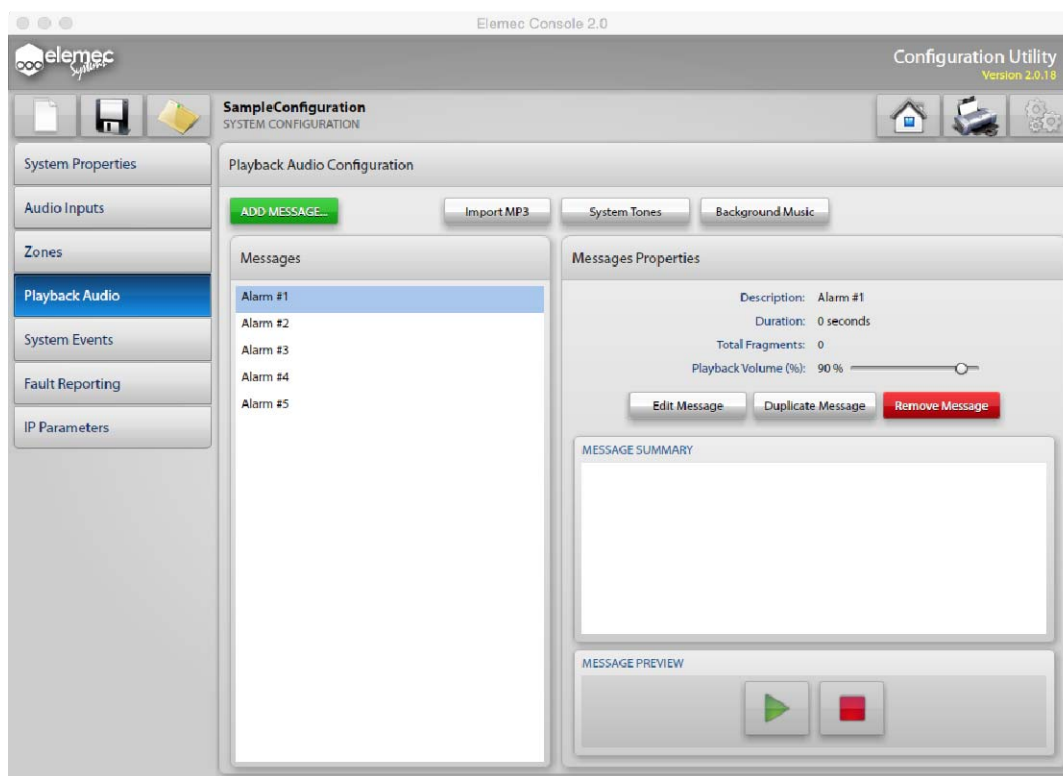 Elemec Console 2.0
elemec
Systems
Configuration Utility
Version 2.0.18
SampleConfiguration
SYSTEM CONFIGURATION
System Properties
Audio Inputs
Zones
Playback Audio
System Events
Fault Reporting
IP Parameters
Playback Audio Configuration
ADD MESSAGE...
Import MP3
System Tones
Background Music
Messages
Alarm #1
Alarm #2
Alarm #3
Alarm #4
Alarm #5
Messages Properties
Description: Alarm #1
Duration: 0 seconds
Total Fragments: 0
Playback Volume (%): 90 %
Edit Message
Duplicate Message
Remove Message
MESSAGE SUMMARY
MESSAGE PREVIEW